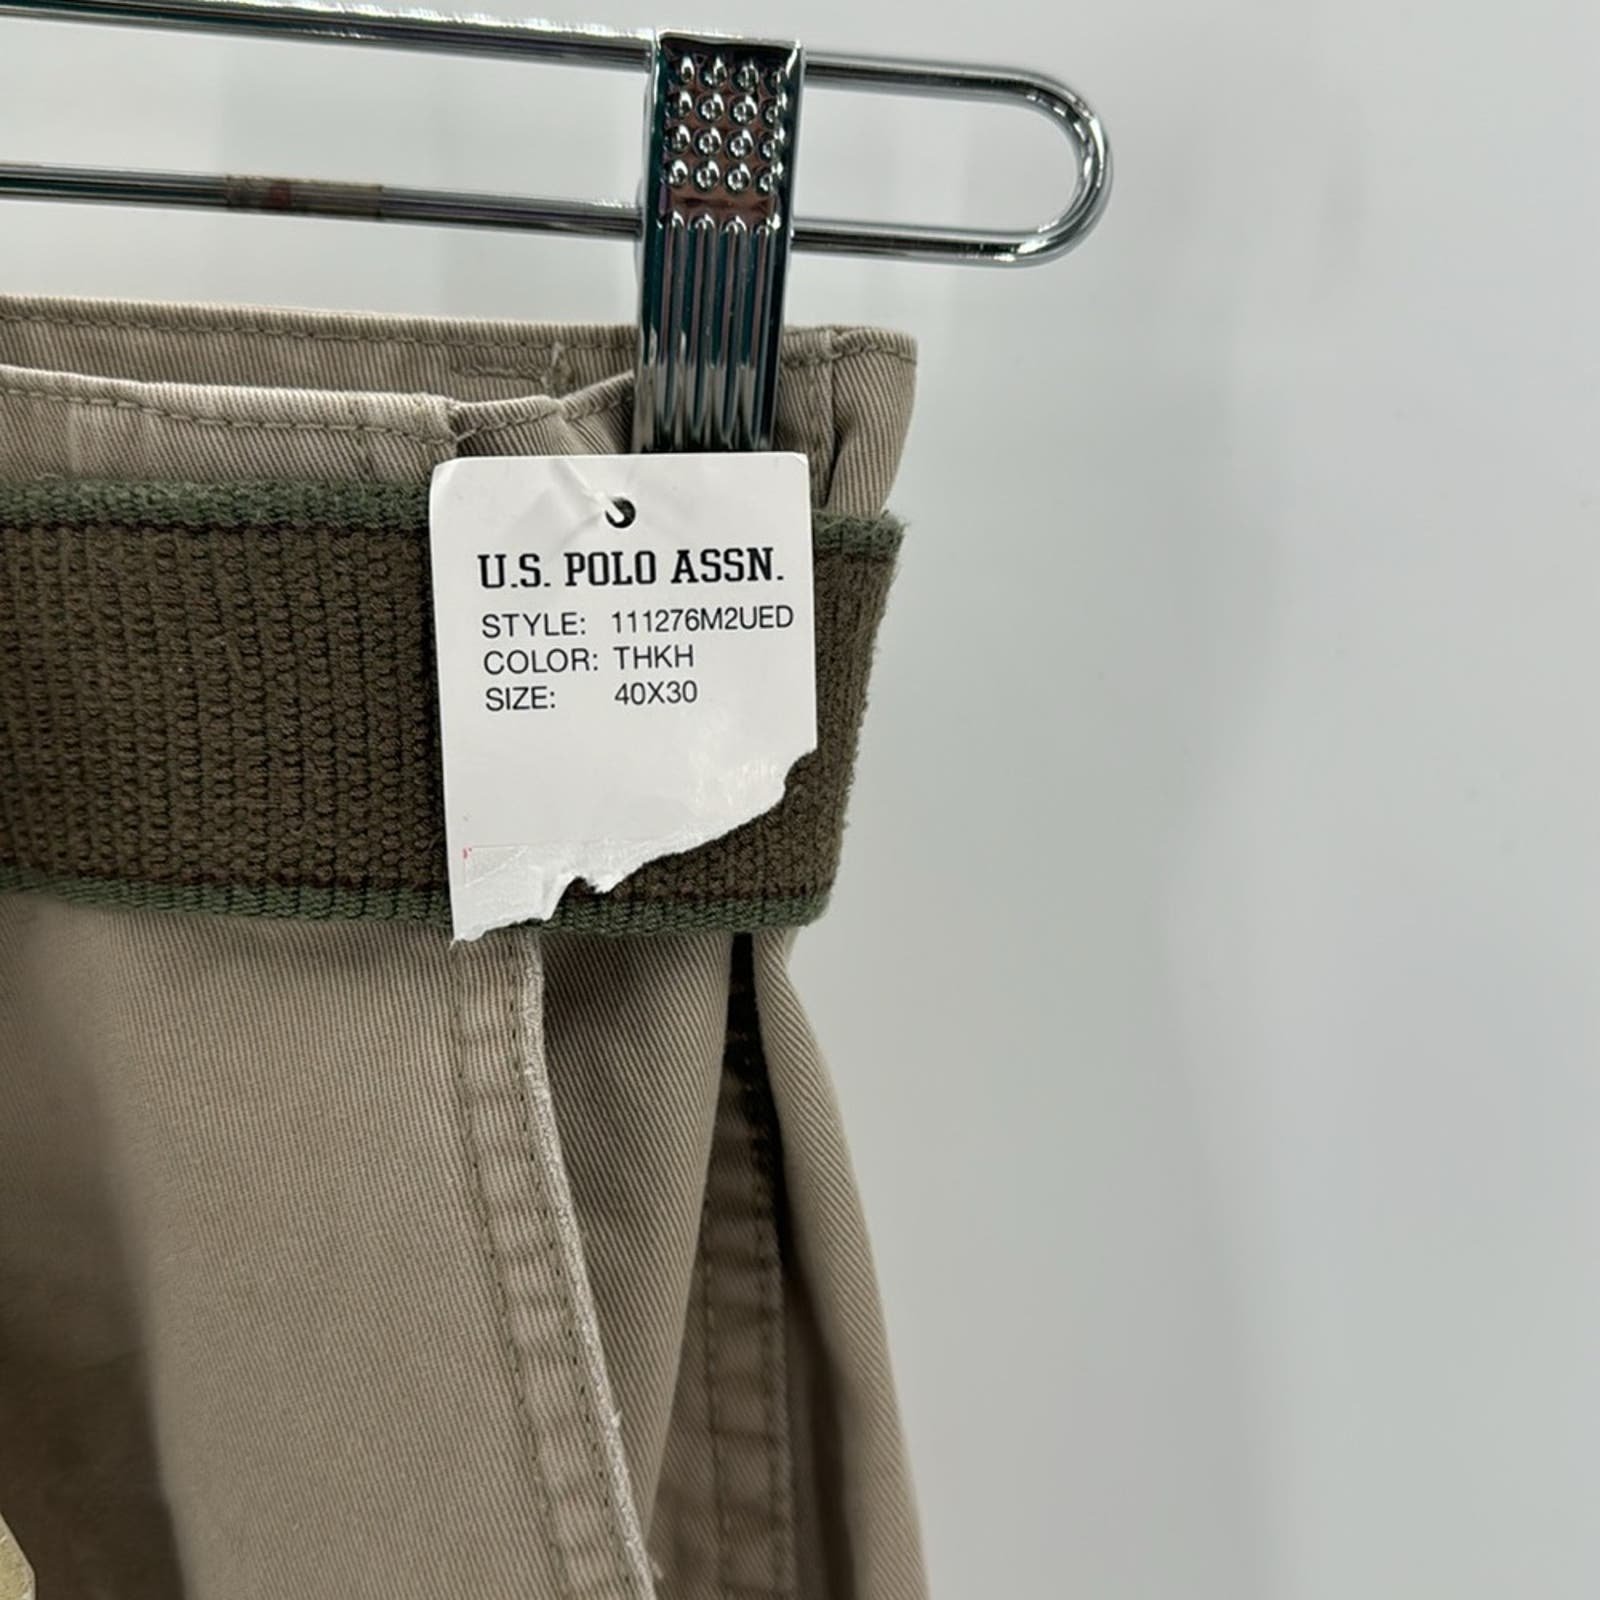 U.S. POLO ASSN.
STYLE: 111276M2UED
COLOR: THKH
SIZE: 40X30